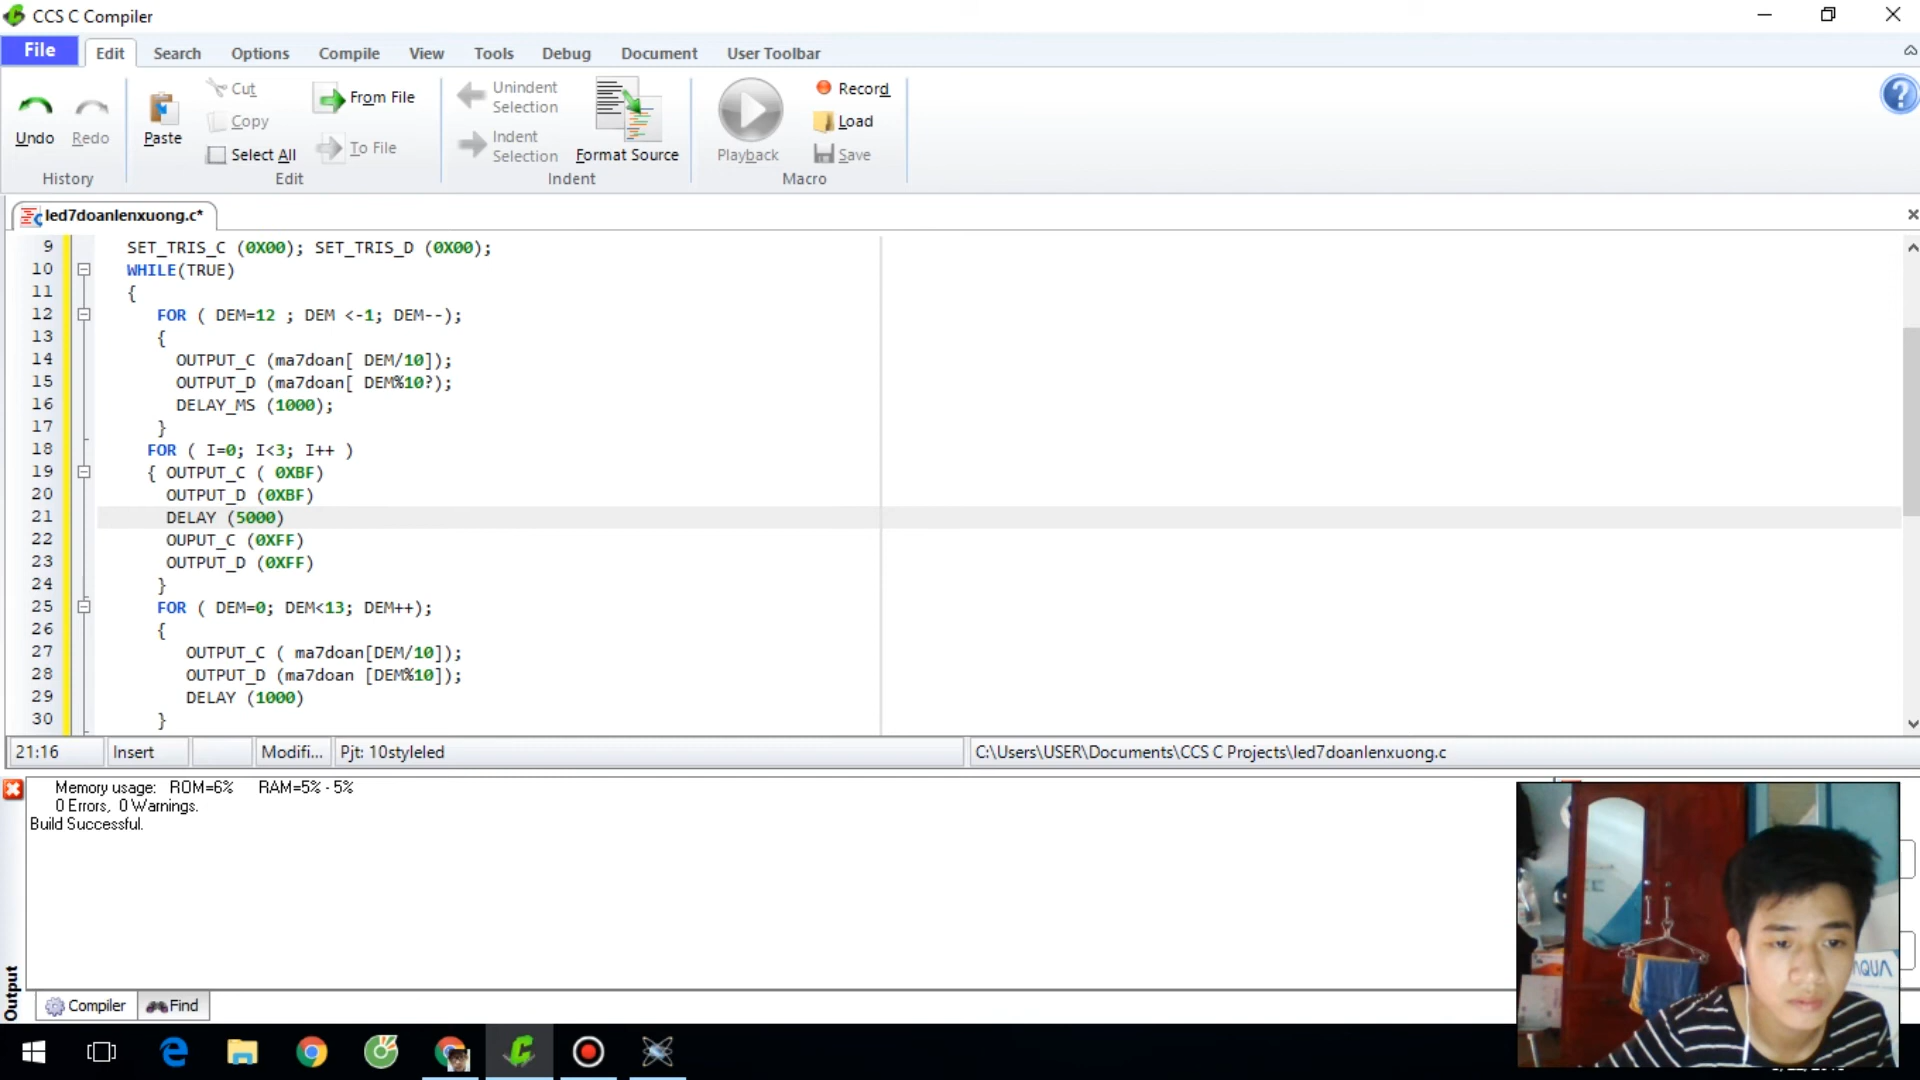 CCS C Compiler
File Edit Search Options Compile View Tools Debug Document User Toolbar
Undo Redo
History
Paste Cut Copy Select All
From File To File
Edit
Unindent Selection
Indent Selection
Format Source
Indent
Playback
Record
Load
Save
Macro
led7doanlenxuong.c*
9 SET_TRIS_C (0X00); SET_TRIS_D (0X00);
10 WHILE(TRUE)
11 {
12 FOR ( DEM=12 ; DEM <-1; DEM--);
13 {
14 OUTPUT_C (ma7doan[ DEM/10]);
15 OUTPUT_D (ma7doan[ DEM%10?);
16 DELAY_MS (1000);
17 }
18 FOR ( I=0; I<3; I++ )
19 { OUTPUT_C ( 0XBF)
20 OUTPUT_D (0XBF)
21 DELAY (5000)
22 OUPUT_C (0XFF)
23 OUTPUT_D (0XFF)
24 }
25 FOR ( DEM=0; DEM<13; DEM++);
26 {
27 OUTPUT_C ( ma7doan[DEM/10]);
28 OUTPUT_D (ma7doan [DEM%10]);
29 DELAY (1000)
30 }
21:16 Insert Modifi... Pjt: 10styleled C:\Users\USER\Documents\CCS C Projects\led7doanlenxuong.c
Memory usage: ROM=6% RAM=5% - 5%
0 Errors, 0 Warnings.
Build Successful.
Output
Compiler Find
AQUA